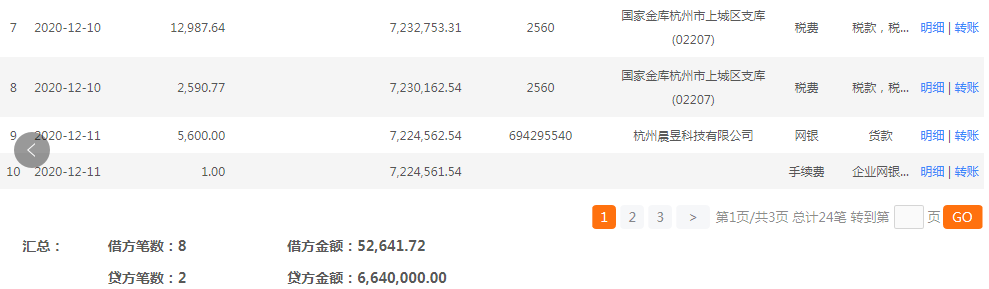 7 2020-12-10 12,987.64 7,232,753.31 2560 国家金库杭州市上城区支库 (02207) 税费 税款，税... 明细 | 转账
8 2020-12-10 2,590.77 7,230,162.54 2560 国家金库杭州市上城区支库 (02207) 税费 税款，税... 明细 | 转账
9 2020-12-11 5,600.00 7,224,562.54 694295540 杭州晨昱科技有限公司 网银 货款 明细 | 转账
10 2020-12-11 1.00 7,224,561.54 手续费 企业网银... 明细 | 转账
1 2 3 > 第1页/共3页 总计24笔 转到第 页 GO
汇总： 借方笔数：8 借方金额：52,641.72
贷方笔数：2 贷方金额：6,640,000.00